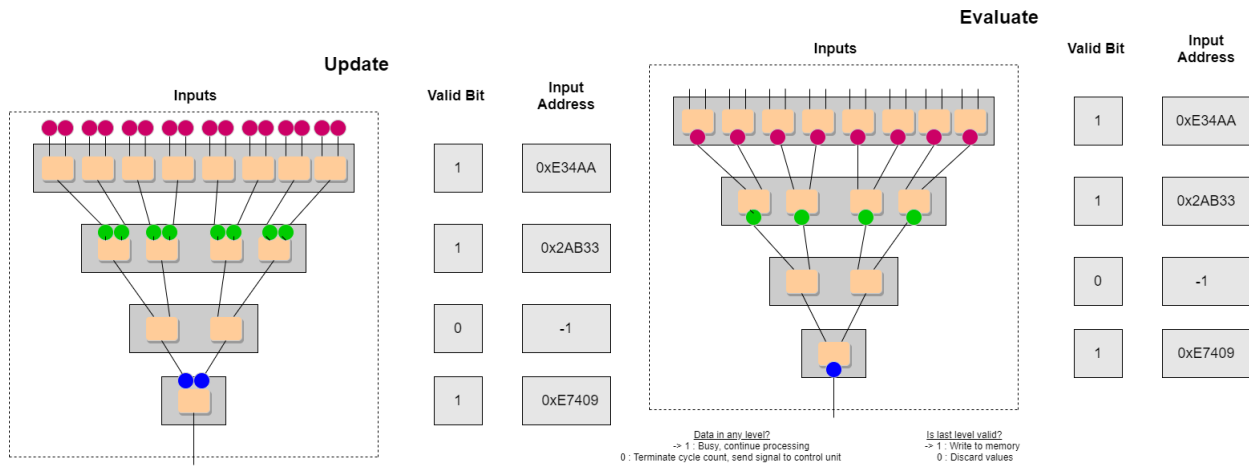 Update
Inputs
Valid Bit
Input
Address
1
0xE34AA
1
0x2AB33
0
-1
1
0xE7409
Evaluate
Inputs
Valid Bit
Input
Address
1
0xE34AA
1
0x2AB33
0
-1
1
0xE7409
Data in any level?
-> 1 : Busy, continue processing
0 : Terminate cycle count, send signal to control unit
Is last level valid?
-> 1 : Write to memory
0 : Discard values